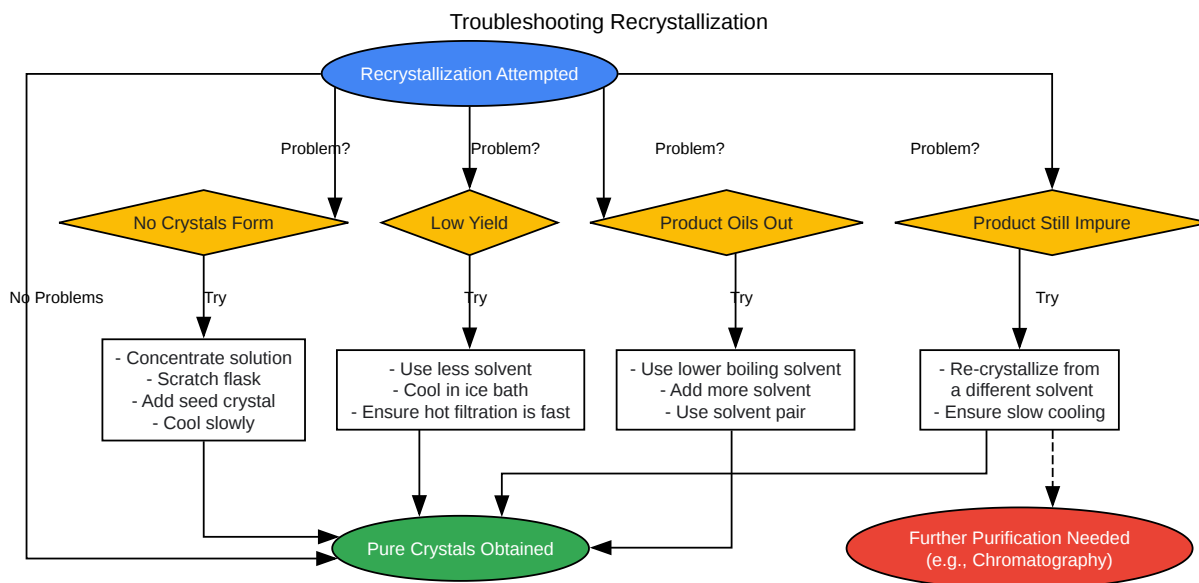 Troubleshooting Recrystallization
Recrystallization Attempted
Problem?
Problem?
Problem?
Problem?
No Crystals Form
Low Yield
Product Oils Out
Product Still Impure
No Problems
Try
Try
Try
Try
- Concentrate solution
- Scratch flask
- Add seed crystal
- Cool slowly
- Use less solvent
- Cool in ice bath
- Ensure hot filtration is fast
- Use lower boiling solvent
- Add more solvent
- Use solvent pair
- Re-crystallize from
a different solvent
- Ensure slow cooling
Pure Crystals Obtained
Further Purification Needed
(e.g., Chromatography)